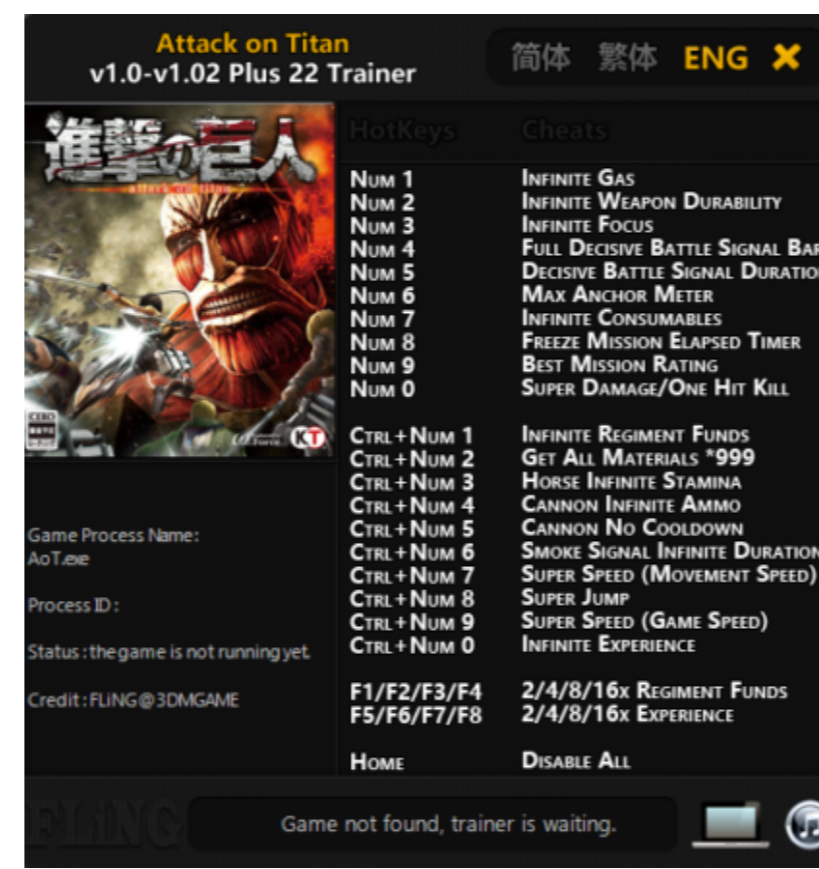 Attack on Titan
v1.0-v1.02 Plus 22 Trainer
简体 繁体 ENG
進撃の巨人
attack on titan
HotKeys Cheats
Num 1 Infinite Gas
Num 2 Infinite Weapon Durability
Num 3 Infinite Focus
Num 4 Full Decisive Battle Signal Bar
Num 5 Decisive Battle Signal Duratio
Num 6 Max Anchor Meter
Num 7 Infinite Consumables
Num 8 Freeze Mission Elapsed Timer
Num 9 Best Mission Rating
Num 0 Super Damage/One Hit Kill
Ctrl+Num 1 Infinite Regiment Funds
Ctrl+Num 2 Get All Materials *999
Ctrl+Num 3 Horse Infinite Stamina
Ctrl+Num 4 Cannon Infinite Ammo
Ctrl+Num 5 Cannon No Cooldown
Ctrl+Num 6 Smoke Signal Infinite Duration
Ctrl+Num 7 Super Speed (Movement Speed)
Ctrl+Num 8 Super Jump
Ctrl+Num 9 Super Speed (Game Speed)
Ctrl+Num 0 Infinite Experience
F1/F2/F3/F4 2/4/8/16x Regiment Funds
F5/F6/F7/F8 2/4/8/16x Experience
Home Disable All
CERO
KT
Game Process Name:
AoT.exe
Process ID :
Status : the game is not running yet.
Credit : FLiNG@3DMGAME
FLiNG
Game not found, trainer is waiting.